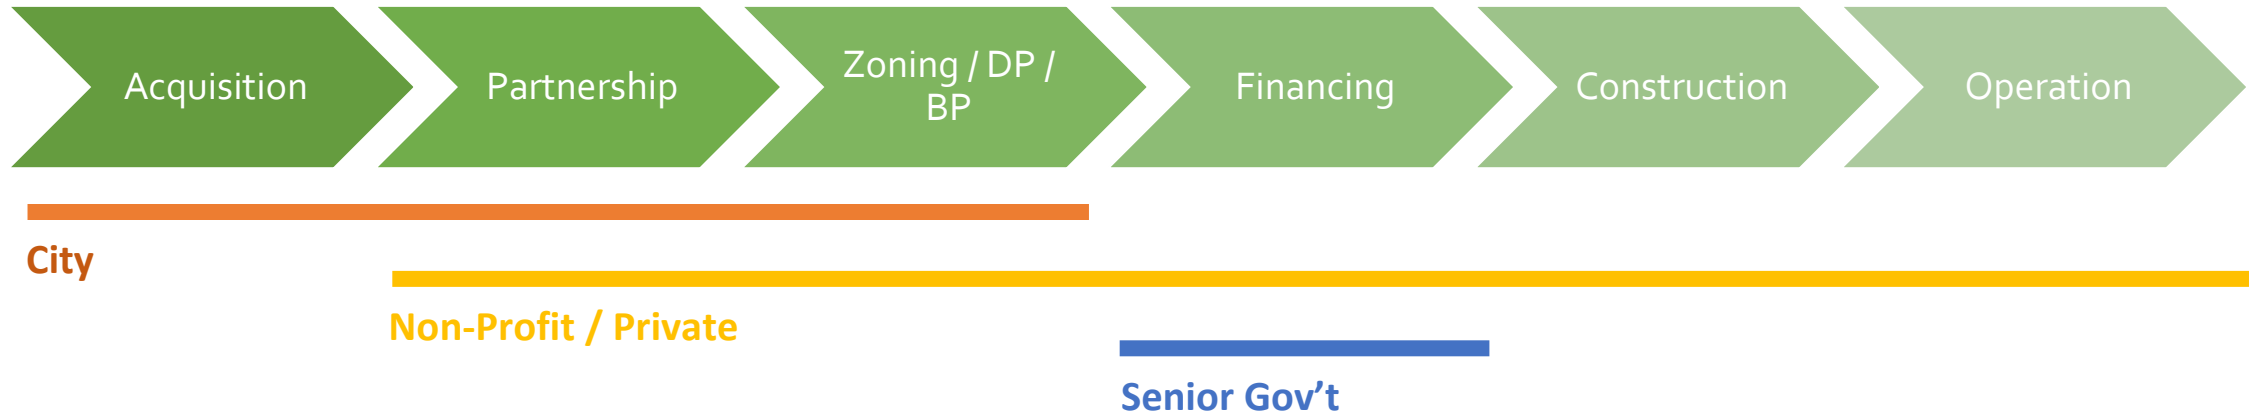 Acquisition
Partnership
Zoning / DP /
BP
Financing
Construction
Operation
City
Non-Profit / Private
Senior Gov’t